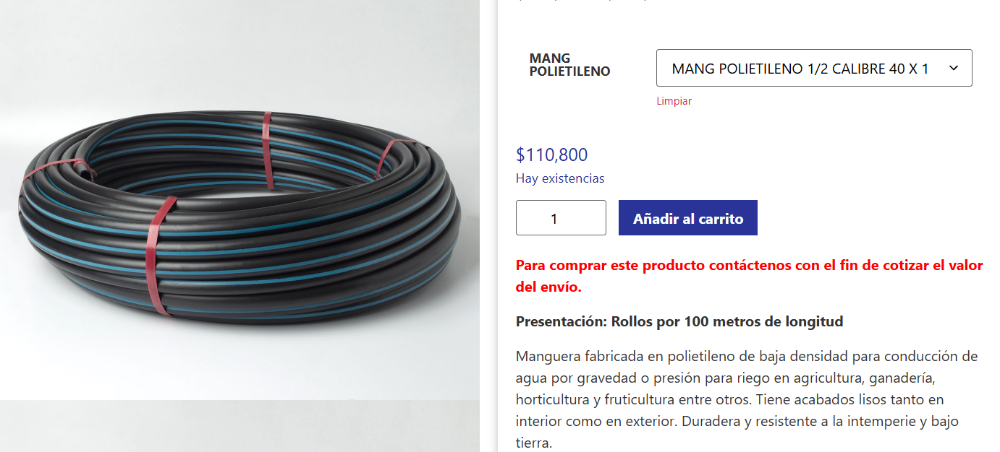 MANG
POLIETILENO
MANG POLIETILENO 1/2 CALIBRE 40 X 1
Limpiar
$110,800
Hay existencias
1
Añadir al carrito
Para comprar este producto contáctenos con el fin de cotizar el valor
del envío.
Presentación: Rollos por 100 metros de longitud
Manguera fabricada en polietileno de baja densidad para conducción de
agua por gravedad o presión para riego en agricultura, ganadería,
horticultura y fruticultura entre otros. Tiene acabados lisos tanto en
interior como en exterior. Duradera y resistente a la intemperie y bajo
tierra.